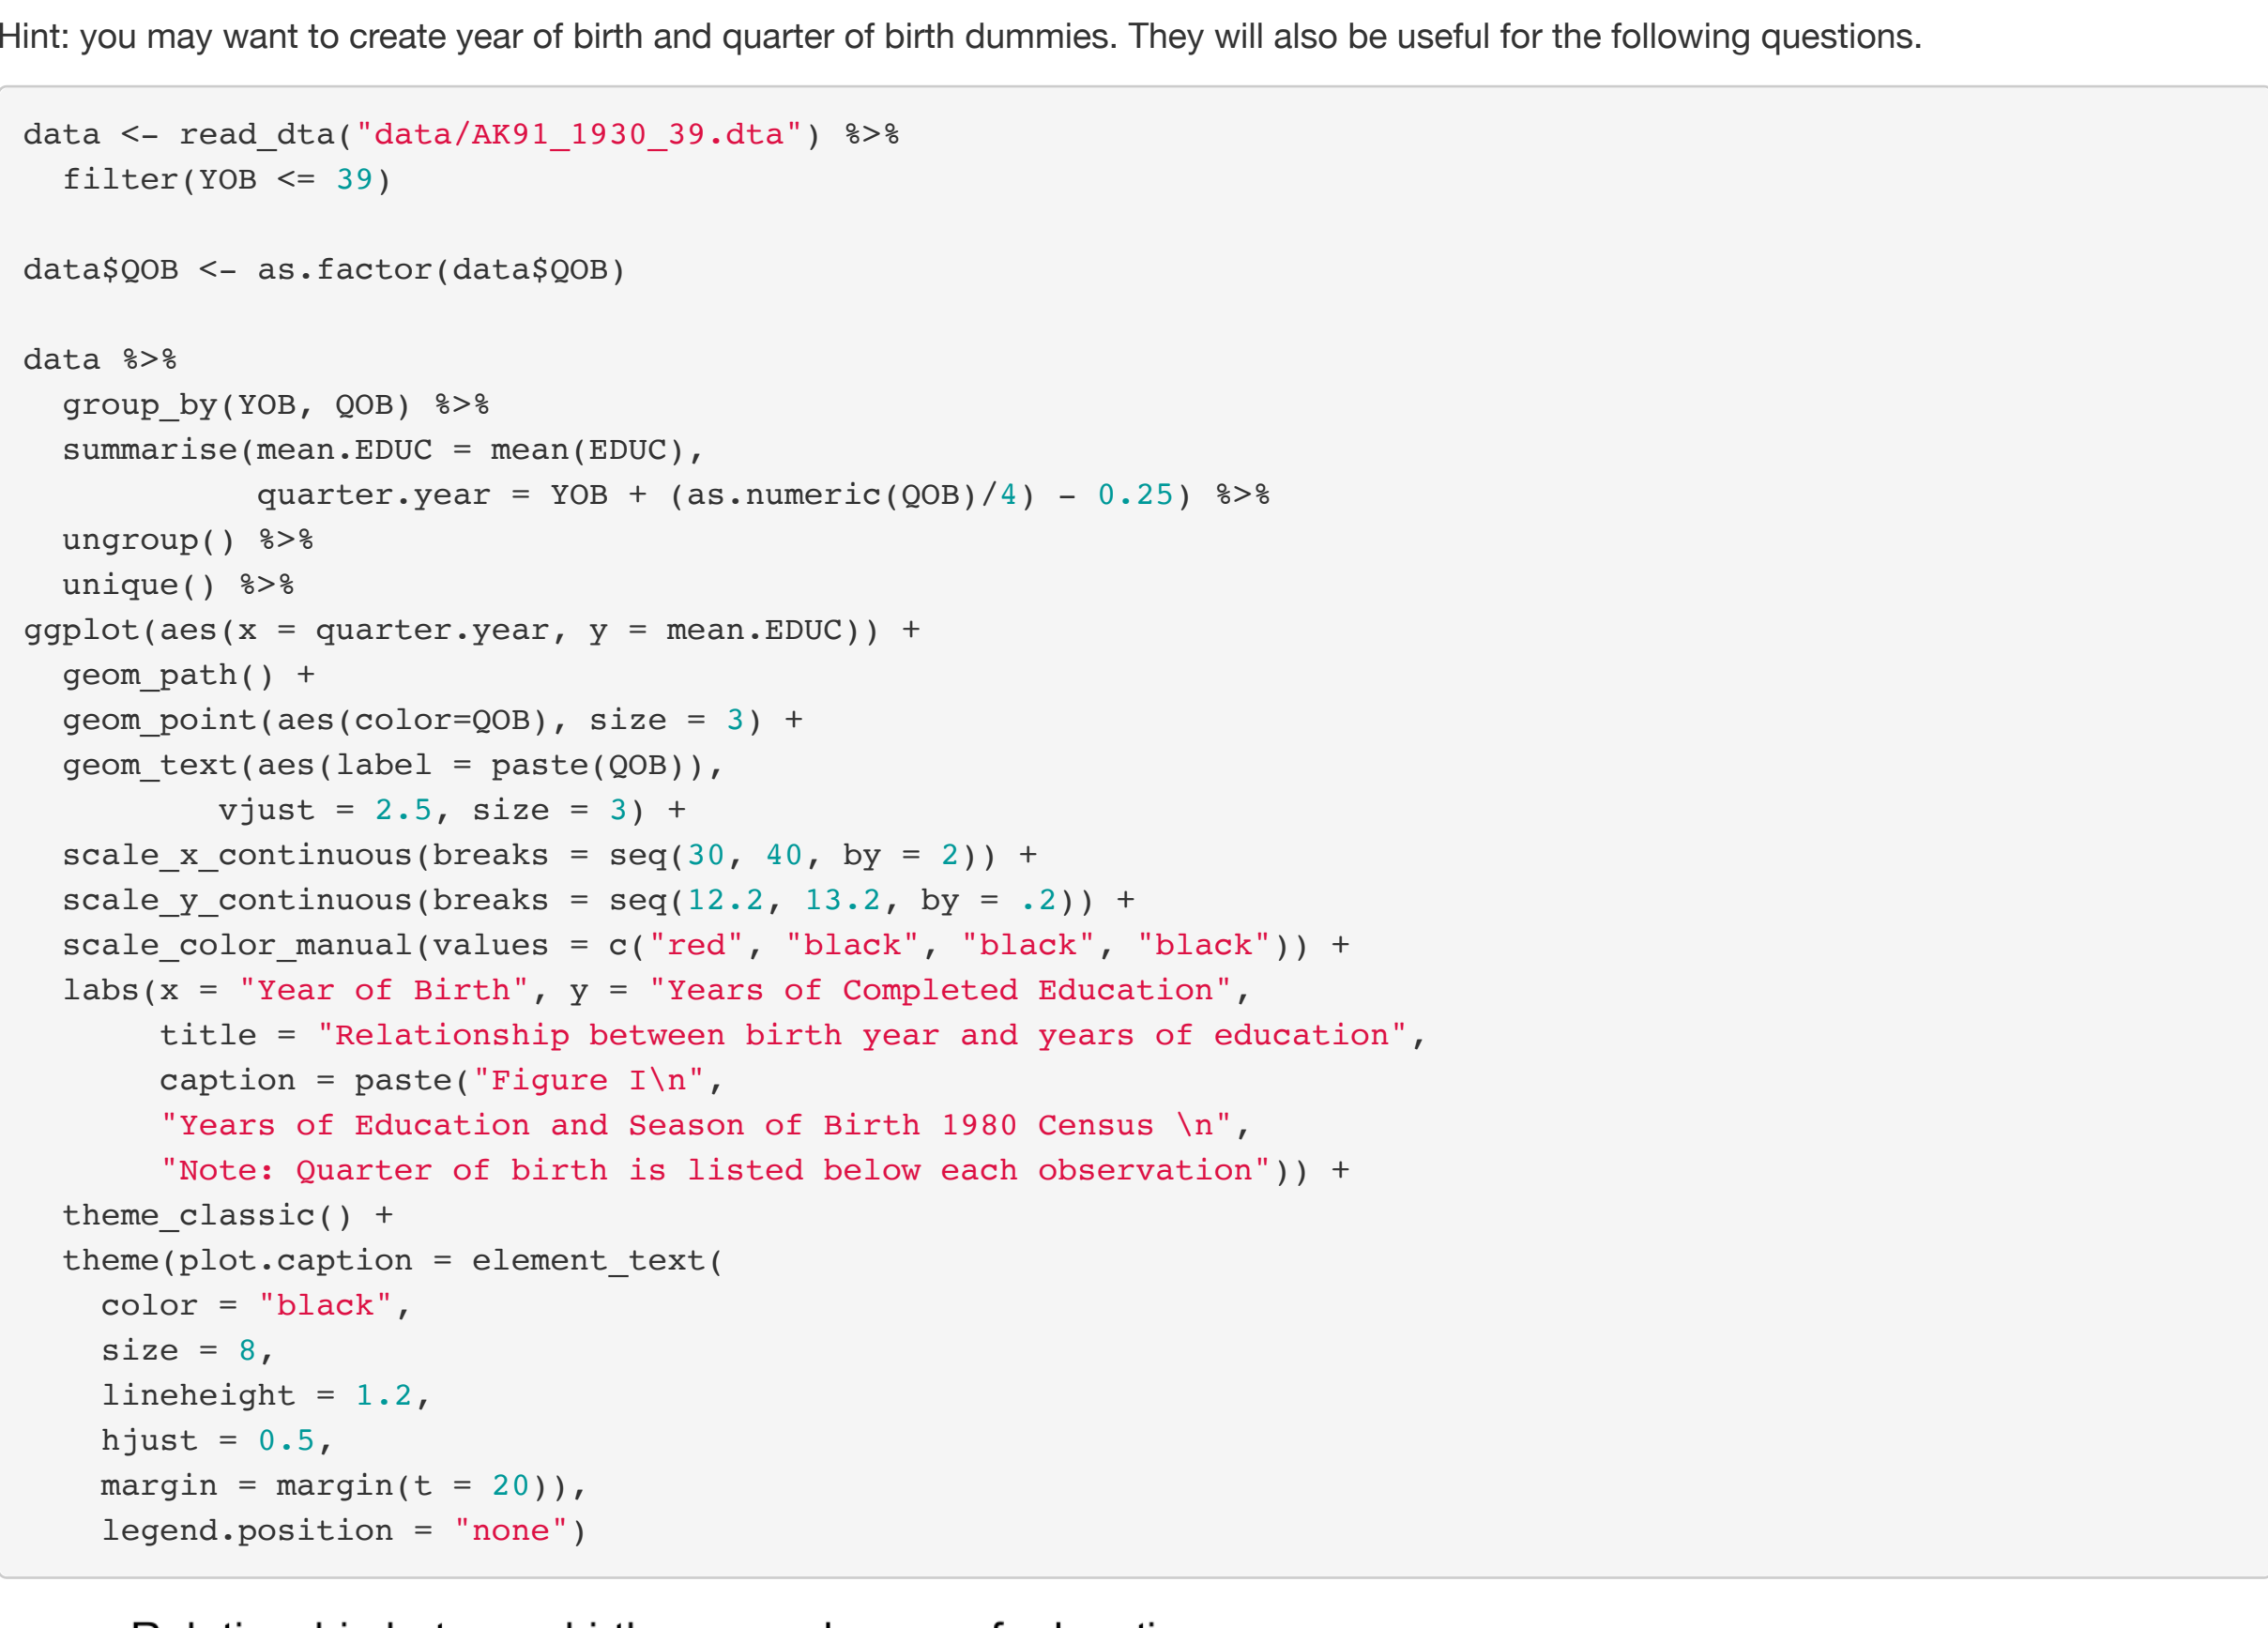 Hint: you may want to create year of birth and quarter of birth dummies. They will also be useful for the following questions.
data <- read_dta("data/AK91_1930_39.dta") %>%
  filter(YOB <= 39)

data$QOB <- as.factor(data$QOB)

data %>%
  group_by(YOB, QOB) %>%
  summarise(mean.EDUC = mean(EDUC),
            quarter.year = YOB + (as.numeric(QOB)/4) - 0.25) %>%
  ungroup() %>%
  unique() %>%
ggplot(aes(x = quarter.year, y = mean.EDUC)) +
  geom_path() +
  geom_point(aes(color=QOB), size = 3) +
  geom_text(aes(label = paste(QOB)),
          vjust = 2.5, size = 3) +
  scale_x_continuous(breaks = seq(30, 40, by = 2)) +
  scale_y_continuous(breaks = seq(12.2, 13.2, by = .2)) +
  scale_color_manual(values = c("red", "black", "black", "black")) +
  labs(x = "Year of Birth", y = "Years of Completed Education",
       title = "Relationship between birth year and years of education",
       caption = paste("Figure I\n",
       "Years of Education and Season of Birth 1980 Census \n",
       "Note: Quarter of birth is listed below each observation")) +
  theme_classic() +
  theme(plot.caption = element_text(
    color = "black",
    size = 8,
    lineheight = 1.2,
    hjust = 0.5,
    margin = margin(t = 20)),
    legend.position = "none")